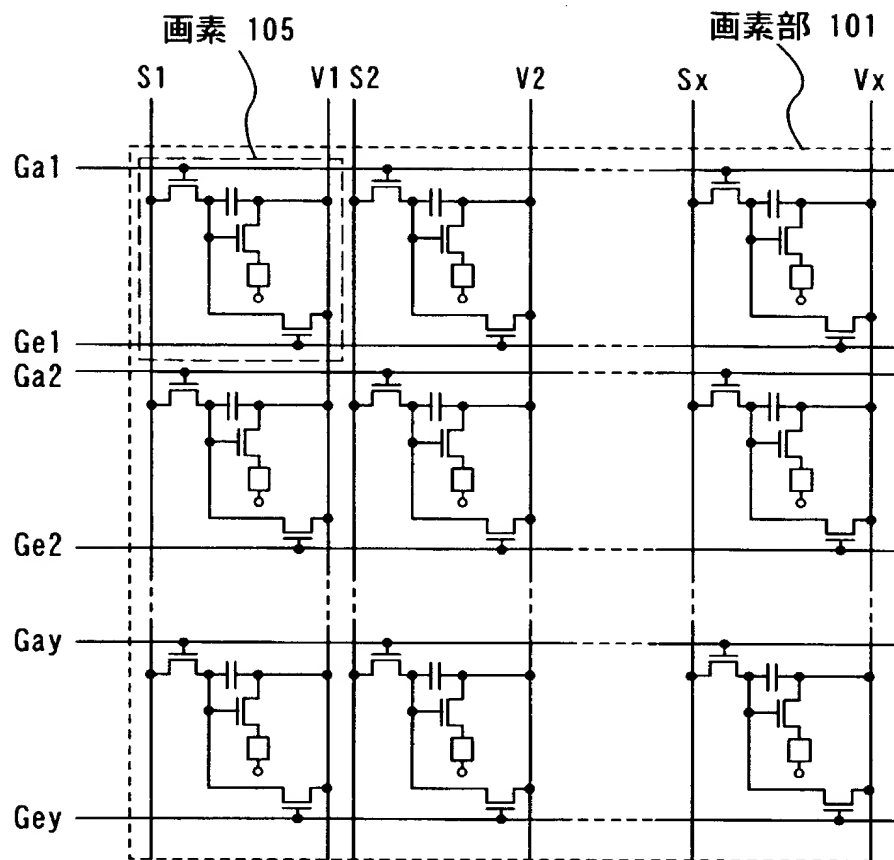 画素 105
画素部 101
S1
V1
S2
V2
Sx
Vx
Ga1
Ge1
Ga2
Ge2
Gay
Gey